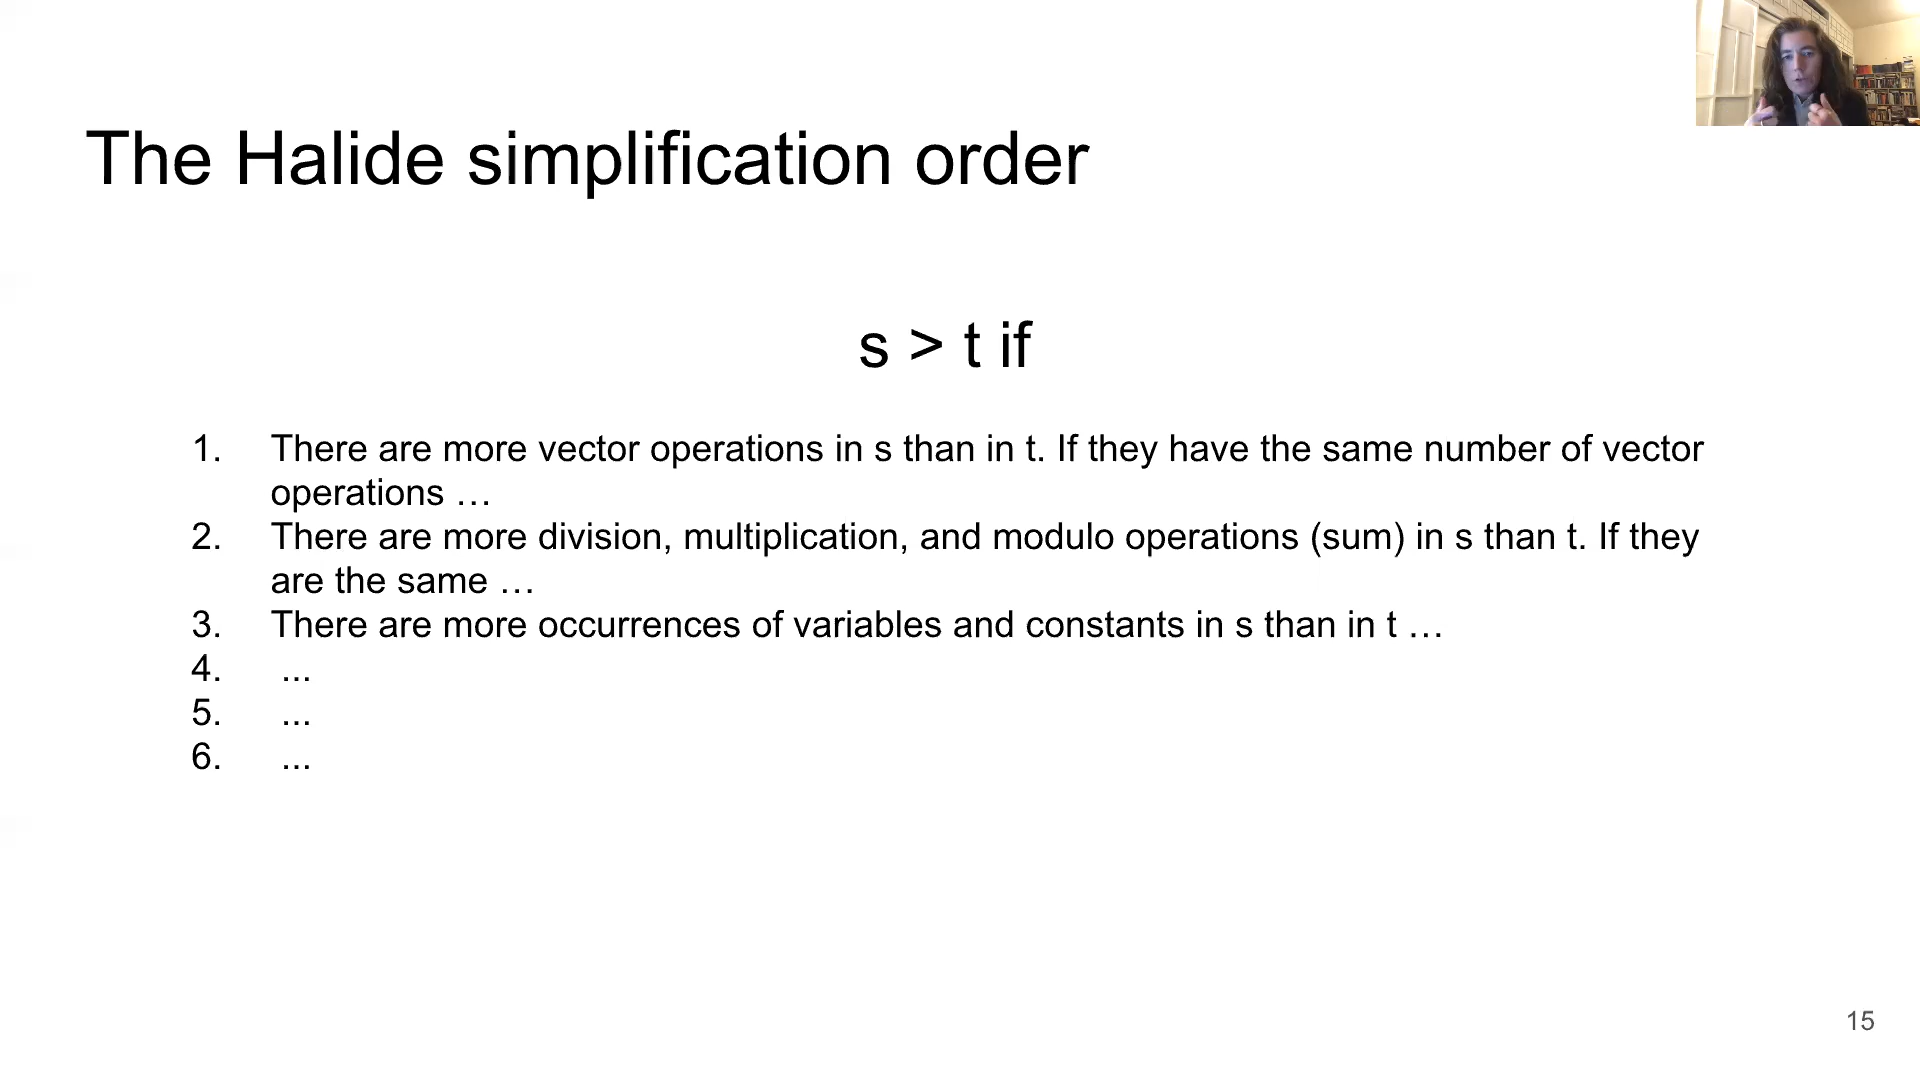 The Halide simplification order
s > t if
1. There are more vector operations in s than in t. If they have the same number of vector
operations …
2. There are more division, multiplication, and modulo operations (sum) in s than t. If they
are the same …
3. There are more occurrences of variables and constants in s than in t …
4. ...
5. ...
6. ...
15